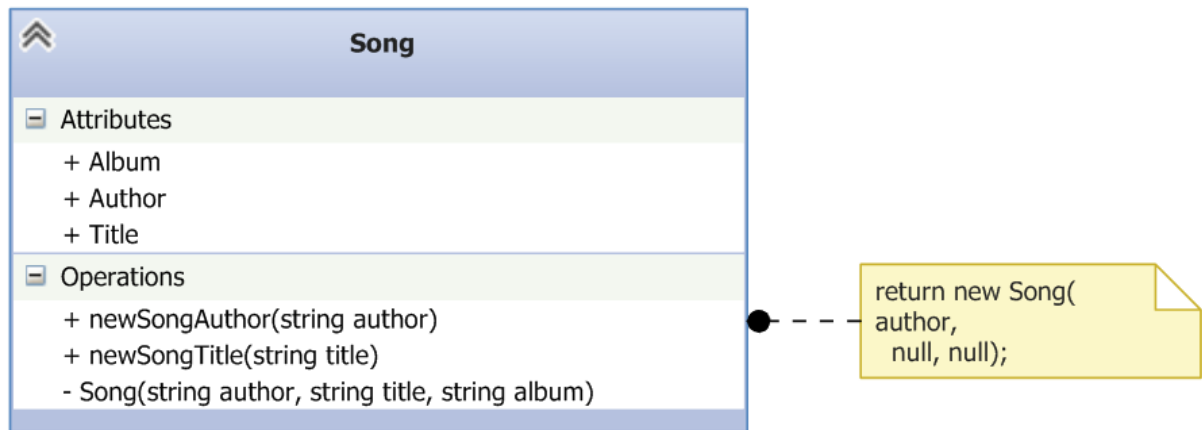 Song
Attributes
+ Album
+ Author
+ Title
Operations
+ newSongAuthor(string author)
+ newSongTitle(string title)
- Song(string author, string title, string album)
return new Song(
author,
null, null);